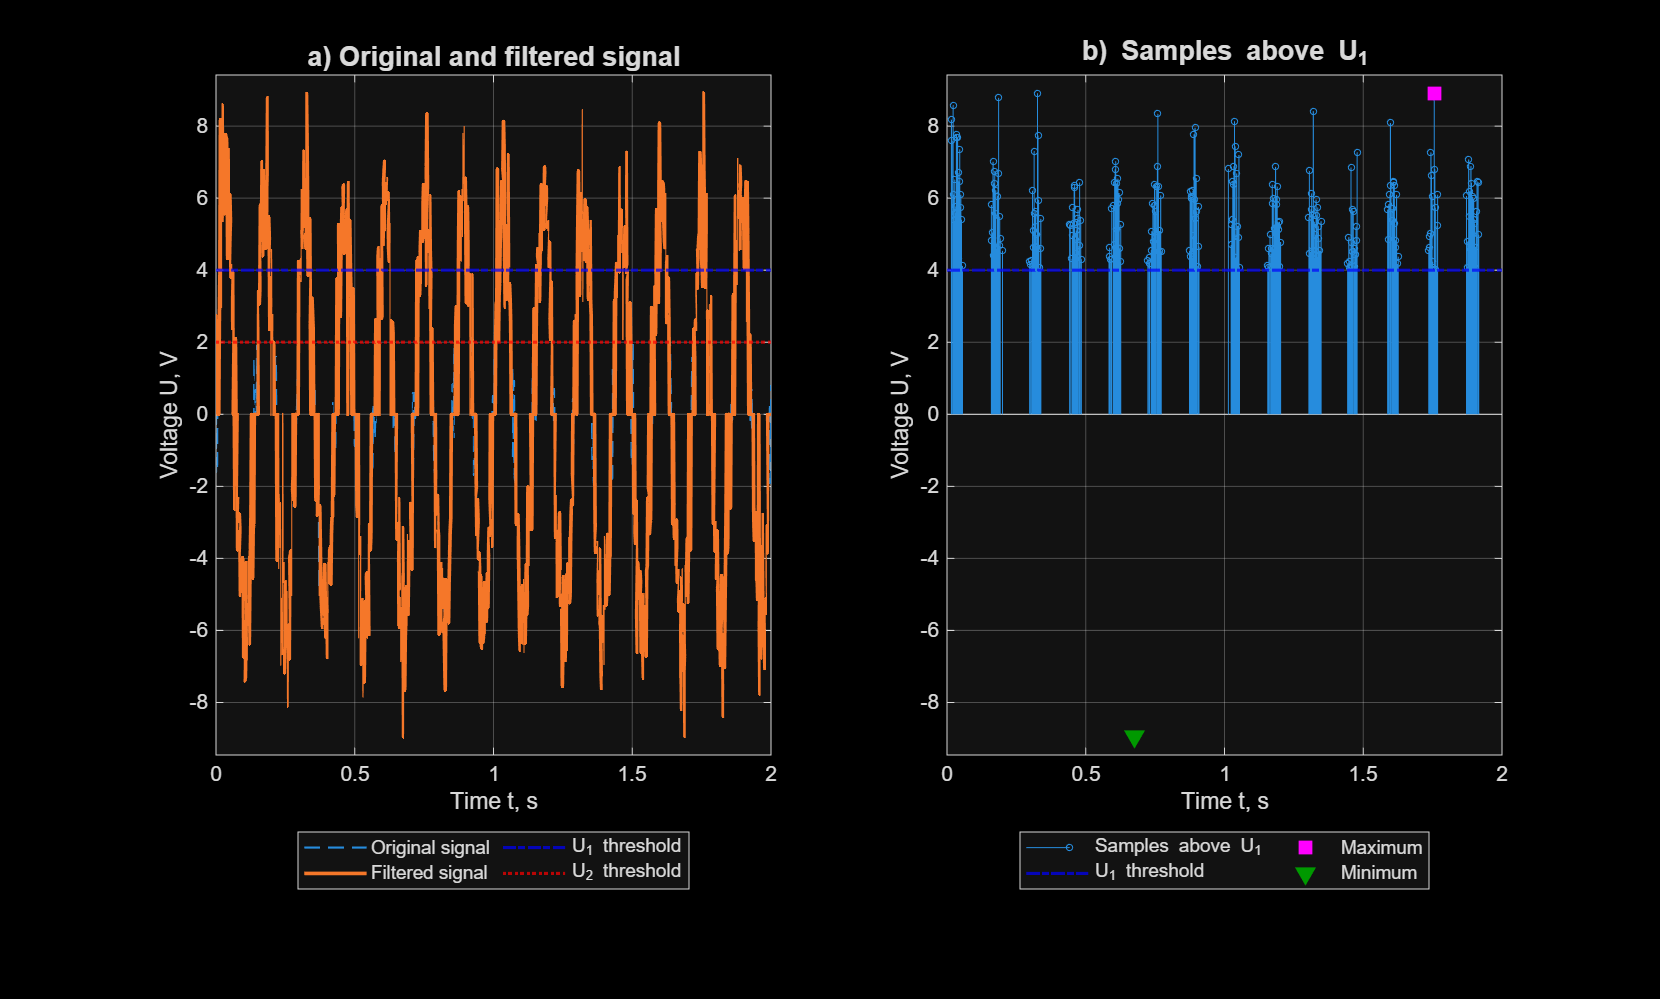 a) Original and filtered signal
8
6
4
2
0
-2
-4
-6
-8
Voltage U, V
0 0.5 1 1.5 2
Time t, s
Original signal
Filtered signal
U1 threshold
U2 threshold
b) Samples above U1
8
6
4
2
0
-2
-4
-6
-8
Voltage U, V
0 0.5 1 1.5 2
Time t, s
Samples above U1
U1 threshold
Maximum
Minimum